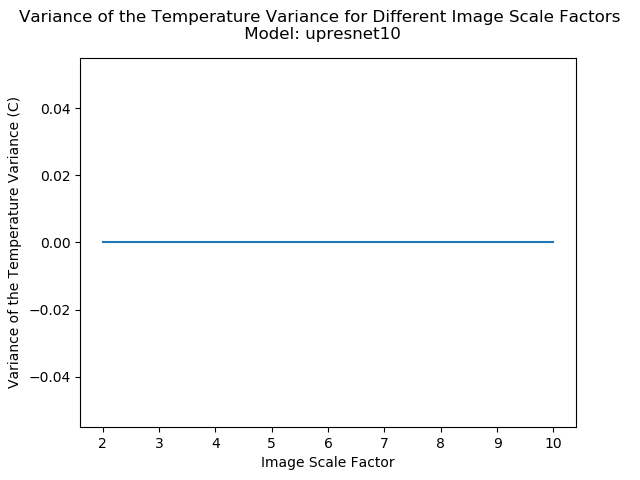 Variance of the Temperature Variance for Different Image Scale Factors
Model: upresnet10
Variance of the Temperature Variance (C)
0.04
0.02
0.00
−0.02
−0.04
2 3 4 5 6 7 8 9 10
Image Scale Factor